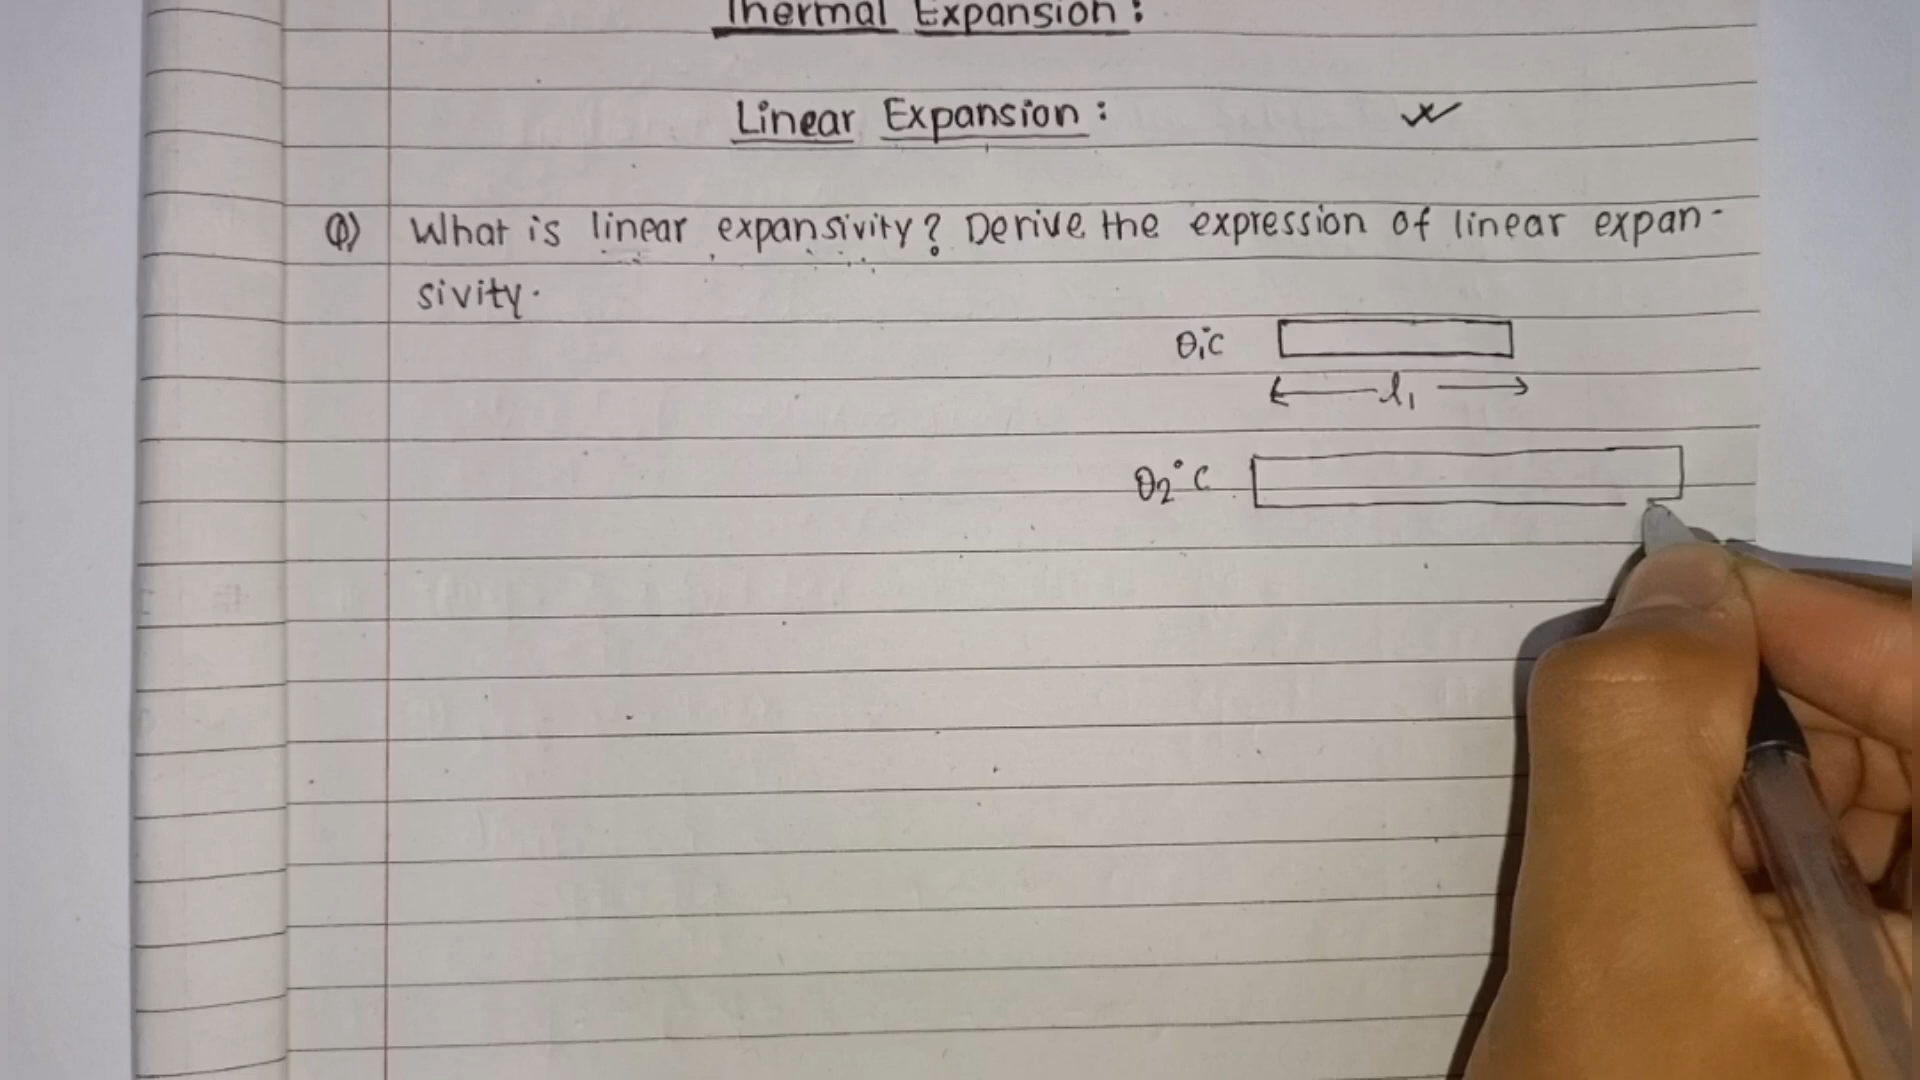 Thermal Expansion:
Linear Expansion:
Q) What is linear expansivity? Derive the expression of linear expan-
sivity.
θ₁°C
l₁
θ₂°C